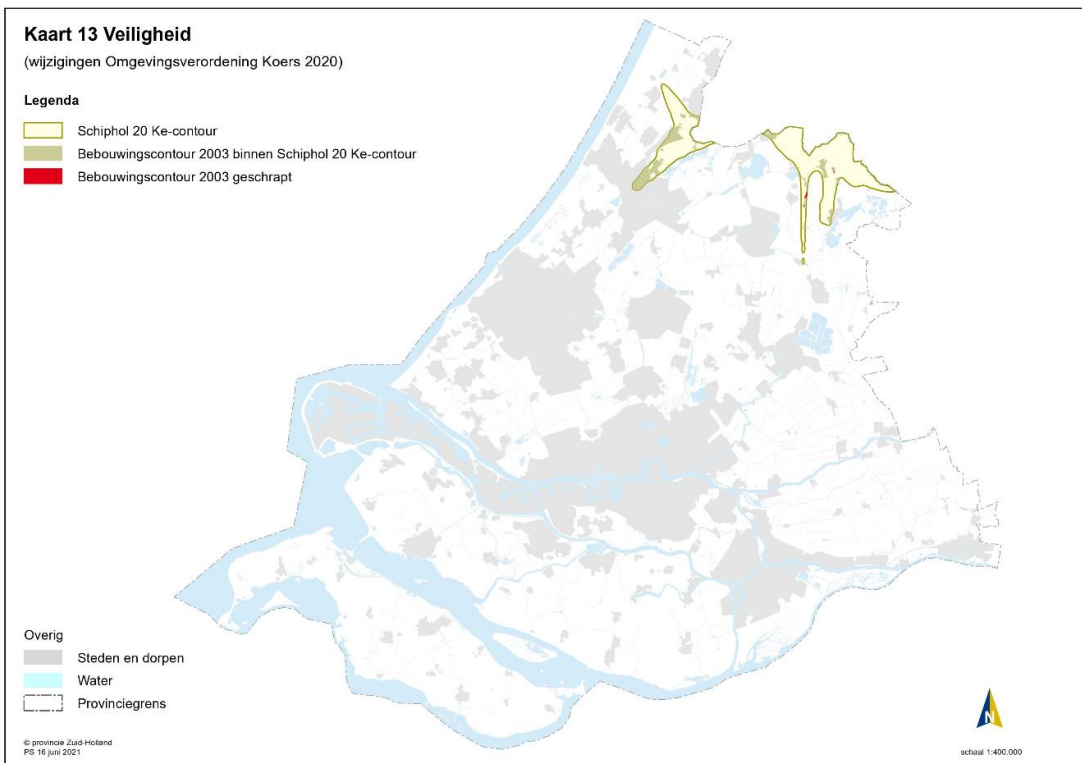 Kaart 13 Veiligheid
(wijzigingen Omgevingsverordening Koers 2020)
Legenda
Schiphol 20 Ke-contour
Bebouwingscontour 2003 binnen Schiphol 20 Ke-contour
Bebouwingscontour 2003 geschrapt
Overig
Steden en dorpen
Water
Provinciegrens
© provincie Zuid-Holland
PS 16 juni 2021
N
schaal 1:400.000